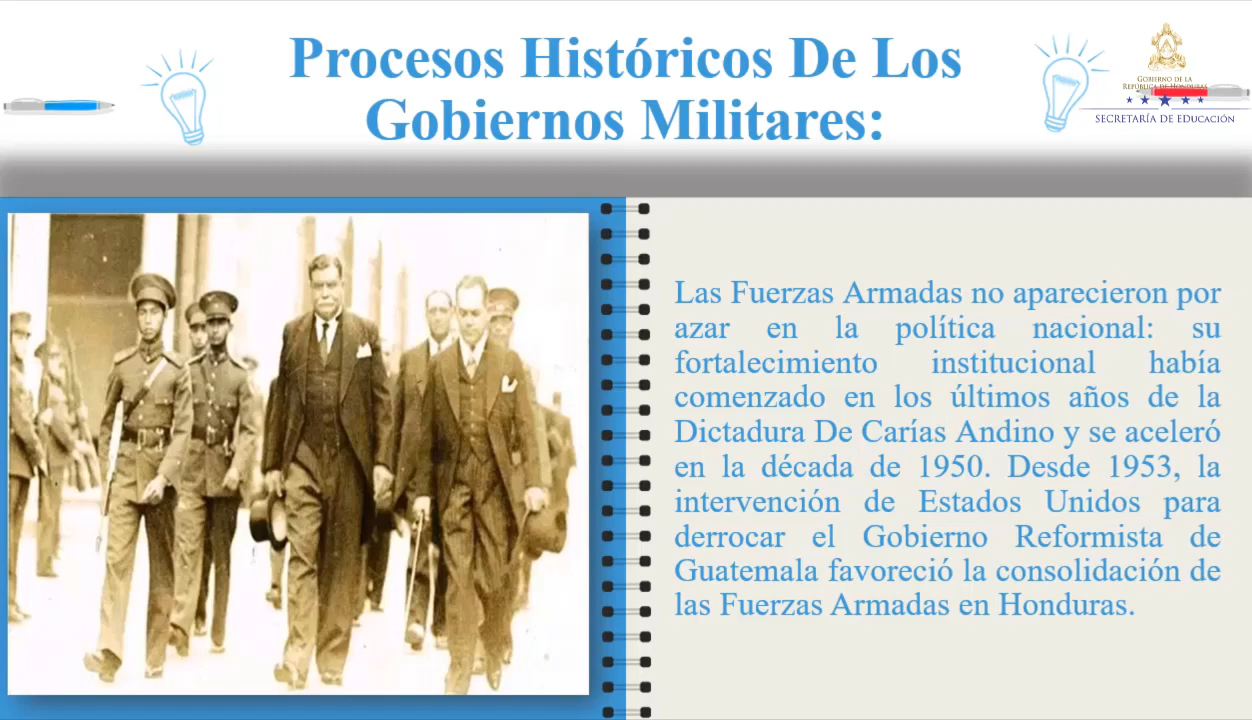 Procesos Históricos De Los
Gobiernos Militares:
GOBIERNO DE LA
REPÚBLICA DE HONDURAS
SECRETARÍA DE EDUCACIÓN
Las Fuerzas Armadas no aparecieron por
azar en la política nacional: su
fortalecimiento institucional había
comenzado en los últimos años de la
Dictadura De Carías Andino y se aceleró
en la década de 1950. Desde 1953, la
intervención de Estados Unidos para
derrocar el Gobierno Reformista de
Guatemala favoreció la consolidación de
las Fuerzas Armadas en Honduras.